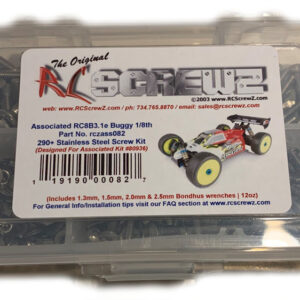 The Original
RCSCREWZ
©2003 www.RCScrewZ.com
web: www.RCScrewZ.com / ph: 734.765.8870 / email: sales@rcscrewz.com
Associated RC8B3.1e Buggy 1/8th
Part No. rczass082
290+ Stainless Steel Screw Kit
(Designed For Associated Kit #80936)
1 19190 00082 7
(Includes 1.3mm, 1.5mm, 2.0mm & 2.5mm Bondhus wrenches | 12oz)
For General Info/Installation tips visit our FAQ section at www.rcscrewz.com